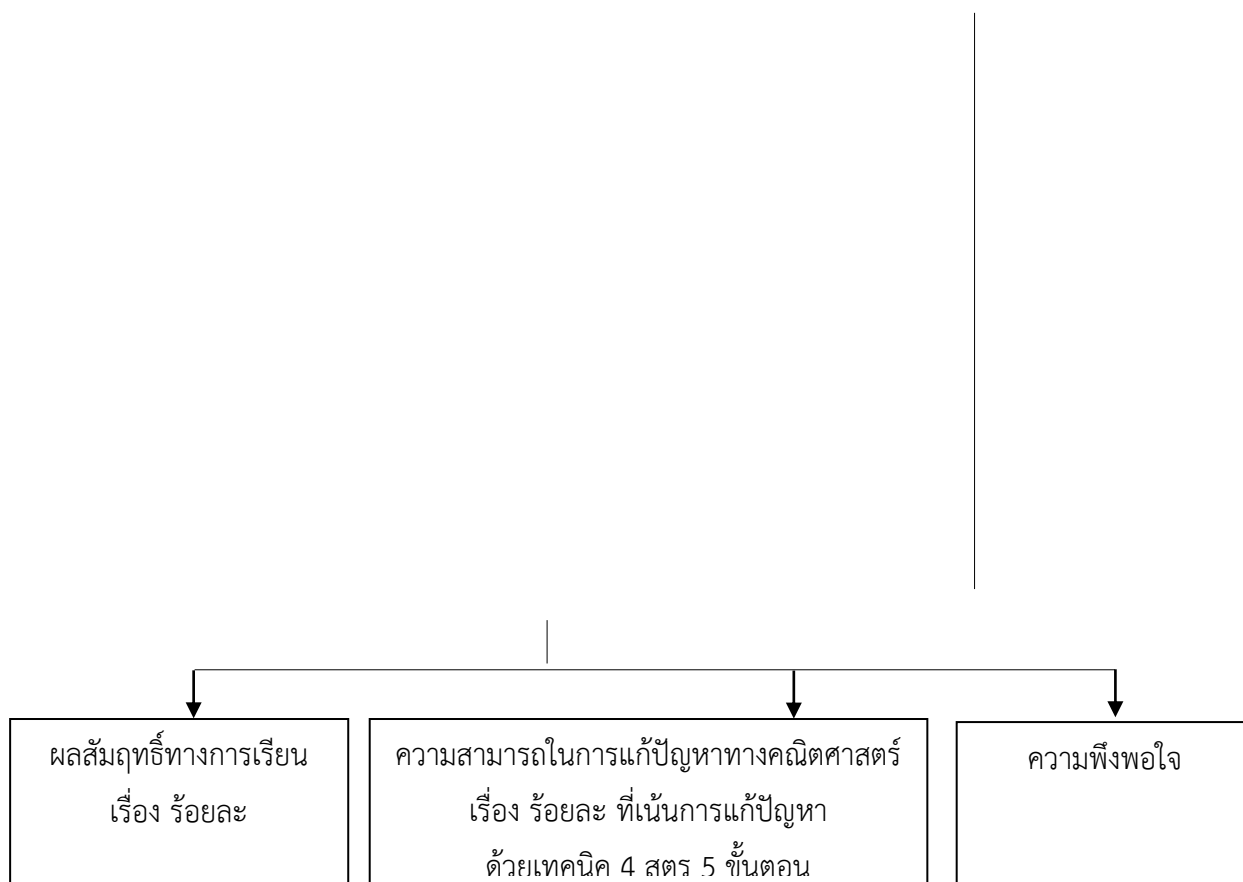 ผลสัมฤทธิ์ทางการเรียน
เรื่อง ร้อยละ
ความสามารถในการแก้ปัญหาทางคณิตศาสตร์
เรื่อง ร้อยละ ที่เน้นการแก้ปัญหา
ด้วยเทคนิค 4 สตร 5 ขั้นตอน
ความพึงพอใจ